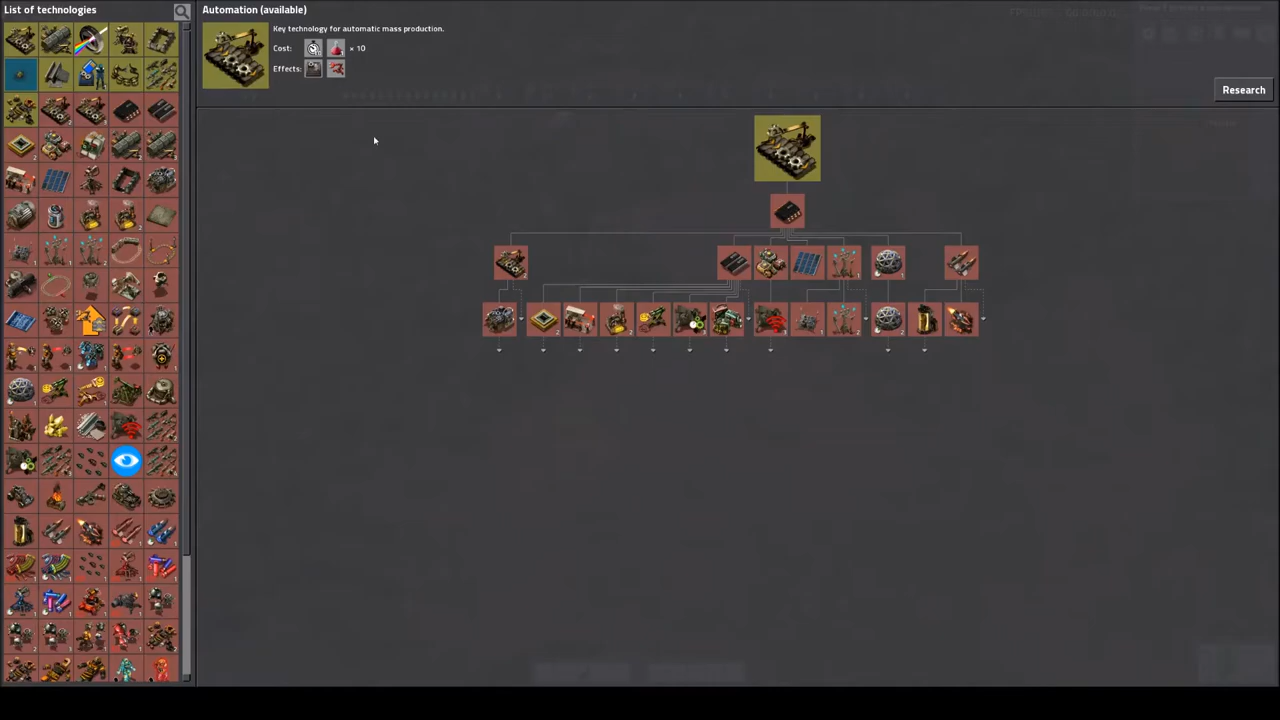 List of technologies
Automation (available)
Key technology for automatic mass production.
Cost: × 10
Effects:
Research